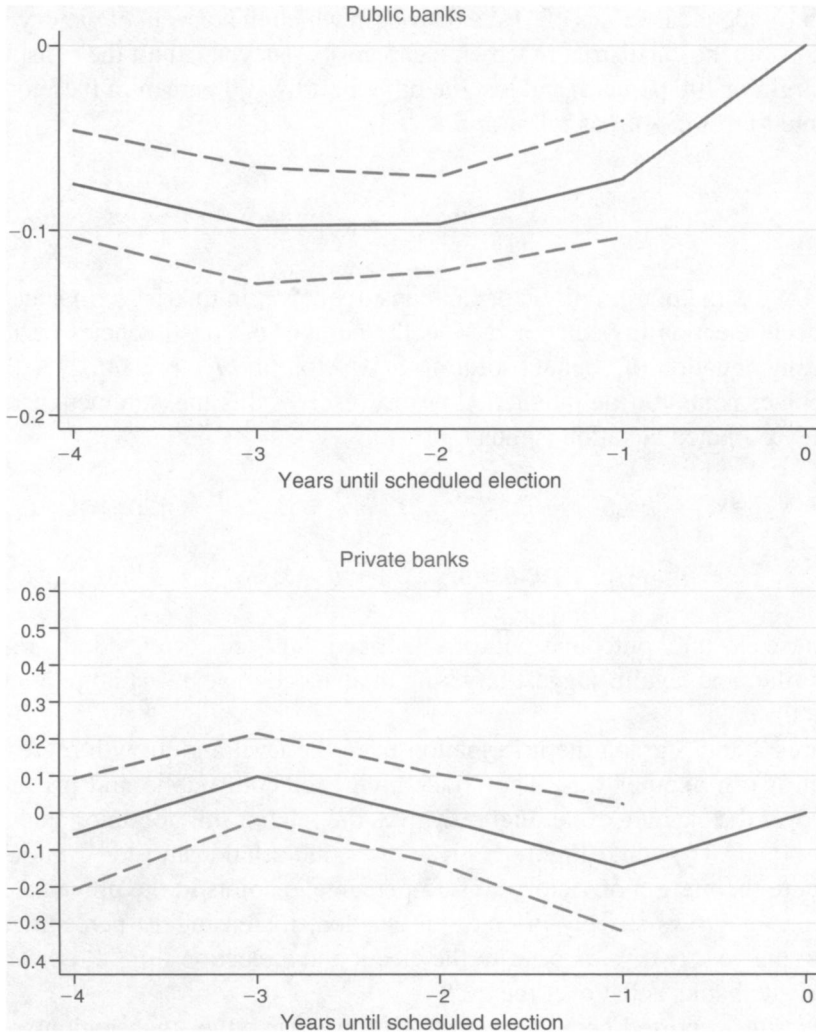 Public banks
0
−0.1
−0.2
−4 −3 −2 −1 0
Years until scheduled election
Private banks
0.6
0.5
0.4
0.3
0.2
0.1
0
−0.1
−0.2
−0.3
−0.4
−4 −3 −2 −1 0
Years until scheduled election